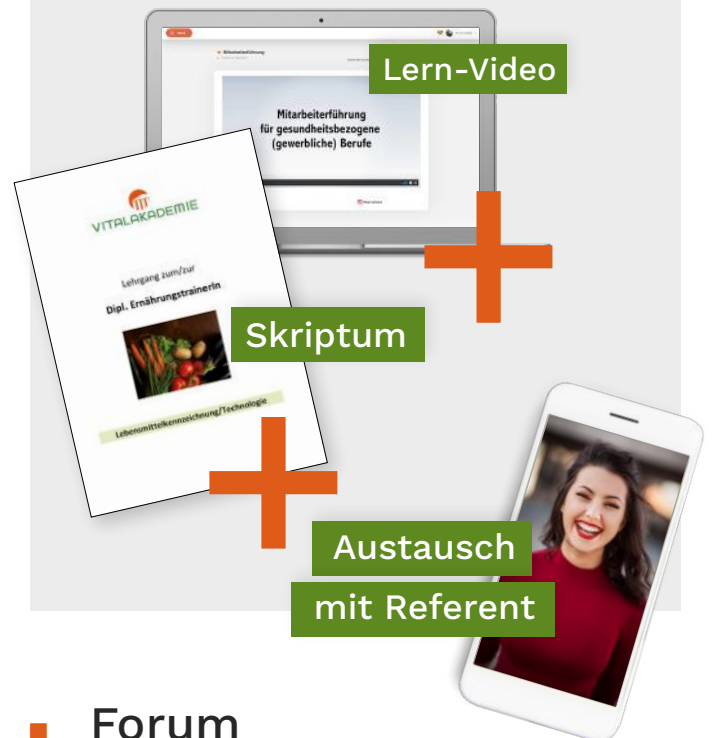 Mitarbeiterführung
Lern-Video
Mitarbeiterführung
für gesundheitsbezogene
(gewerbliche) Berufe
VITALAKADEMIE
Lehrgang zum/zur
Dipl. ErnährungstrainerIn
Lebensmittelkennzeichnung/Technologie
Skriptum
Austausch
mit Referent
Forum